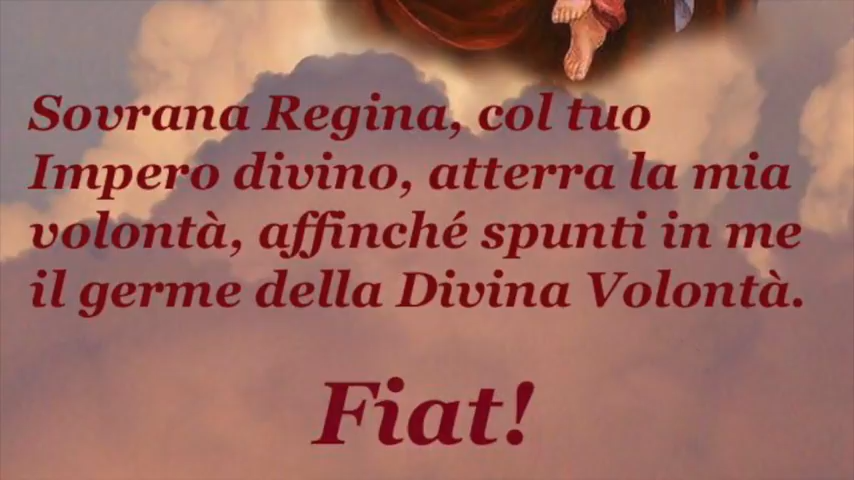 Sovrana Regina, col tuo
Impero divino, atterra la mia
volontà, affinché spunti in me
il germe della Divina Volontà.
Fiat!